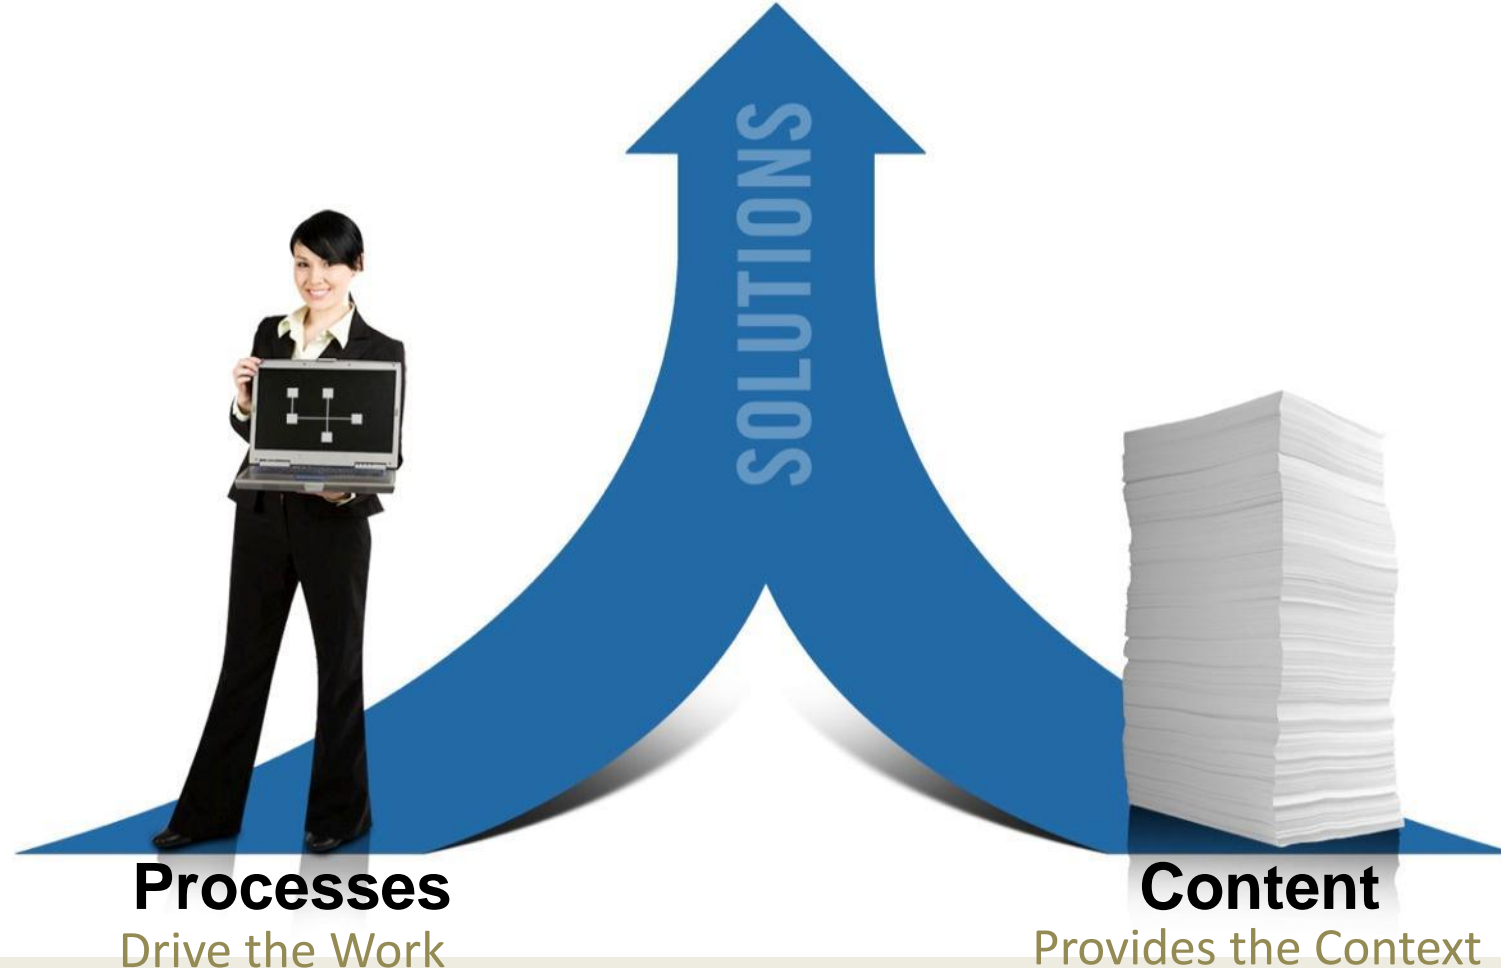 SOLUTIONS
Processes
Drive the Work
Content
Provides the Context